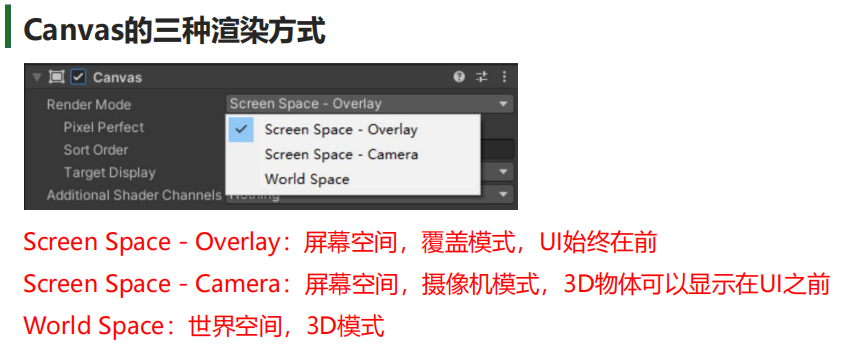 Canvas的三种渲染方式
Canvas
Render Mode
Screen Space - Overlay
Pixel Perfect
Screen Space - Overlay
Sort Order
Screen Space - Camera
Target Display
World Space
Additional Shader Channels
Nothing
Screen Space - Overlay：屏幕空间，覆盖模式，UI始终在前
Screen Space - Camera：屏幕空间，摄像机模式，3D物体可以显示在UI之前
World Space：世界空间，3D模式